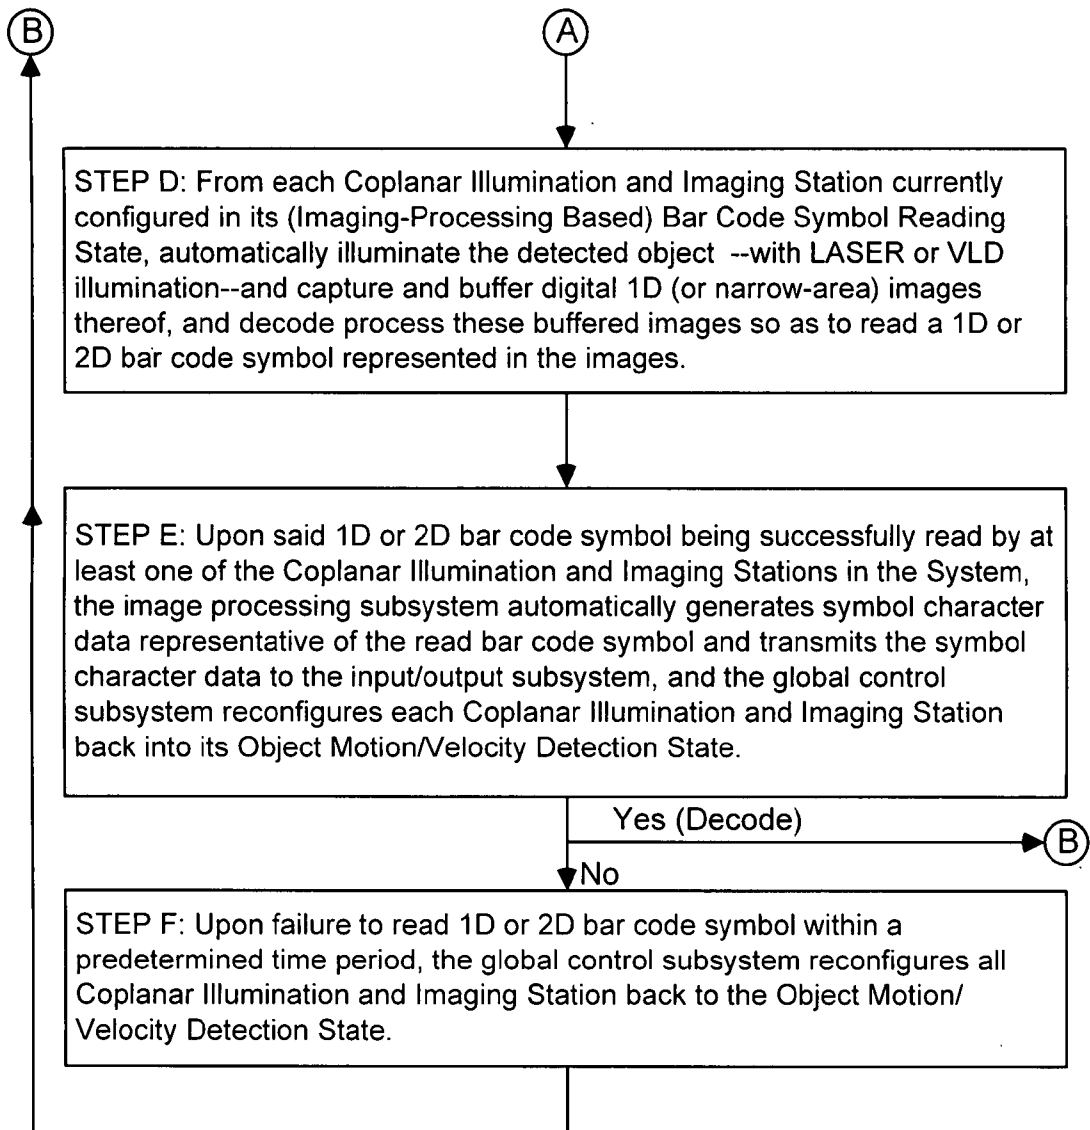 B
A
STEP D: From each Coplanar Illumination and Imaging Station currently
configured in its (Imaging-Processing Based) Bar Code Symbol Reading
State, automatically illuminate the detected object --with LASER or VLD
illumination--and capture and buffer digital 1D (or narrow-area) images
thereof, and decode process these buffered images so as to read a 1D or
2D bar code symbol represented in the images.
STEP E: Upon said 1D or 2D bar code symbol being successfully read by at
least one of the Coplanar Illumination and Imaging Stations in the System,
the image processing subsystem automatically generates symbol character
data representative of the read bar code symbol and transmits the symbol
character data to the input/output subsystem, and the global control
subsystem reconfigures each Coplanar Illumination and Imaging Station
back into its Object Motion/Velocity Detection State.
Yes (Decode)
B
No
STEP F: Upon failure to read 1D or 2D bar code symbol within a
predetermined time period, the global control subsystem reconfigures all
Coplanar Illumination and Imaging Station back to the Object Motion/
Velocity Detection State.